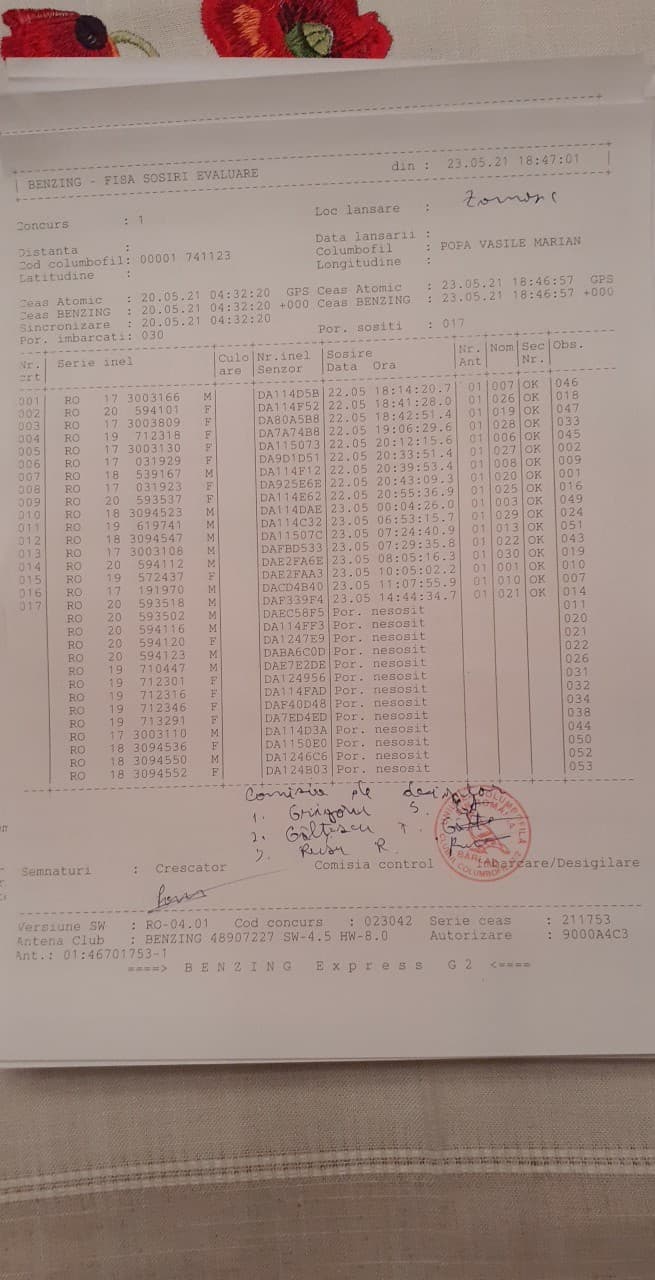 BENZING - FISA SOSIRI EVALUARE din : 23.05.21 18:47:01
Concurs : 1 Loc lansare :
Distanta : Data lansarii :
Cod columbofil: 00001 741123 Columbofil : POPA VASILE MARIAN
Latitudine : Longitudine :
Ceas Atomic : 20.05.21 04:32:20 GPS Ceas Atomic : 23.05.21 18:46:57 GPS
Ceas BENZING : 20.05.21 04:32:20 +000 Ceas BENZING : 23.05.21 18:46:57 +000
Sincronizare : 20.05.21 04:32:20
Por. imbarcati: 030 Por. sositi : 017
Nr. Serie inel Culo Nr.inel Sosire Nr. Nom Sec Obs.
crt are Senzor Data Ora Ant Nr.
001 RO 17 3003166 M DA114D5B 22.05 18:14:20.7 01 007 OK 046
002 RO 20 594101 F DA114F52 22.05 18:41:28.0 01 026 OK 018
003 RO 17 3003809 F DA80A5B8 22.05 18:42:51.4 01 019 OK 047
004 RO 19 712318 F DA7A74B8 22.05 19:06:29.6 01 028 OK 033
005 RO 17 3003130 F DA115073 22.05 20:12:15.6 01 006 OK 045
006 RO 17 031929 F DA9D1D51 22.05 20:33:51.4 01 027 OK 002
007 RO 18 539167 M DA114F12 22.05 20:39:53.4 01 008 OK 009
008 RO 17 031923 F DA925E6E 22.05 20:43:09.3 01 020 OK 001
009 RO 20 593537 F DA114E62 22.05 20:55:36.9 01 025 OK 016
010 RO 18 3094523 M DA114DAE 23.05 00:04:26.0 01 003 OK 049
011 RO 19 619741 M DA114C32 23.05 06:53:15.7 01 029 OK 024
012 RO 18 3094547 M DA11507C 23.05 07:24:40.9 01 013 OK 051
013 RO 17 3003108 M DAFBD533 23.05 07:29:35.8 01 022 OK 043
014 RO 20 594112 M DAE2FA6E 23.05 08:05:16.3 01 030 OK 019
015 RO 19 572437 F DAE2FAA3 23.05 10:05:02.2 01 001 OK 010
016 RO 17 191970 M DACD4B40 23.05 11:07:55.9 01 010 OK 007
017 RO 20 593518 M DAF339F4 23.05 14:44:34.7 01 021 OK 014
RO 20 593502 M DAEC58F5 Por. nesosit 011
RO 20 594116 M DA114FF3 Por. nesosit 020
RO 20 594120 F DA1247E9 Por. nesosit 021
RO 20 594123 M DABA6C0D Por. nesosit 022
RO 19 710447 M DAE7E2DE Por. nesosit 026
RO 19 712301 F DA124956 Por. nesosit 031
RO 19 712316 F DA114FAD Por. nesosit 032
RO 19 712346 F DAF40D48 Por. nesosit 034
RO 19 713291 F DA7ED4ED Por. nesosit 038
RO 17 3003110 M DA114D3A Por. nesosit 044
RO 18 3094536 F DA1150E0 Por. nesosit 050
RO 18 3094550 M DA1246C6 Por. nesosit 052
RO 18 3094552 F DA124B03 Por. nesosit 053
Comisia de
1. S.
2. T.
3. R.
Semnaturi : Crescator Comisia control Imbarcare/Desigilare
Versiune SW : RO-04.01 Cod concurs : 023042 Serie ceas : 211753
Antena Club : BENZING 48907227 SW-4.5 HW-8.0 Autorizare : 9000A4C3
Ant.: 01:46701753-1
====> B E N Z I N G E x p r e s s G 2 <====